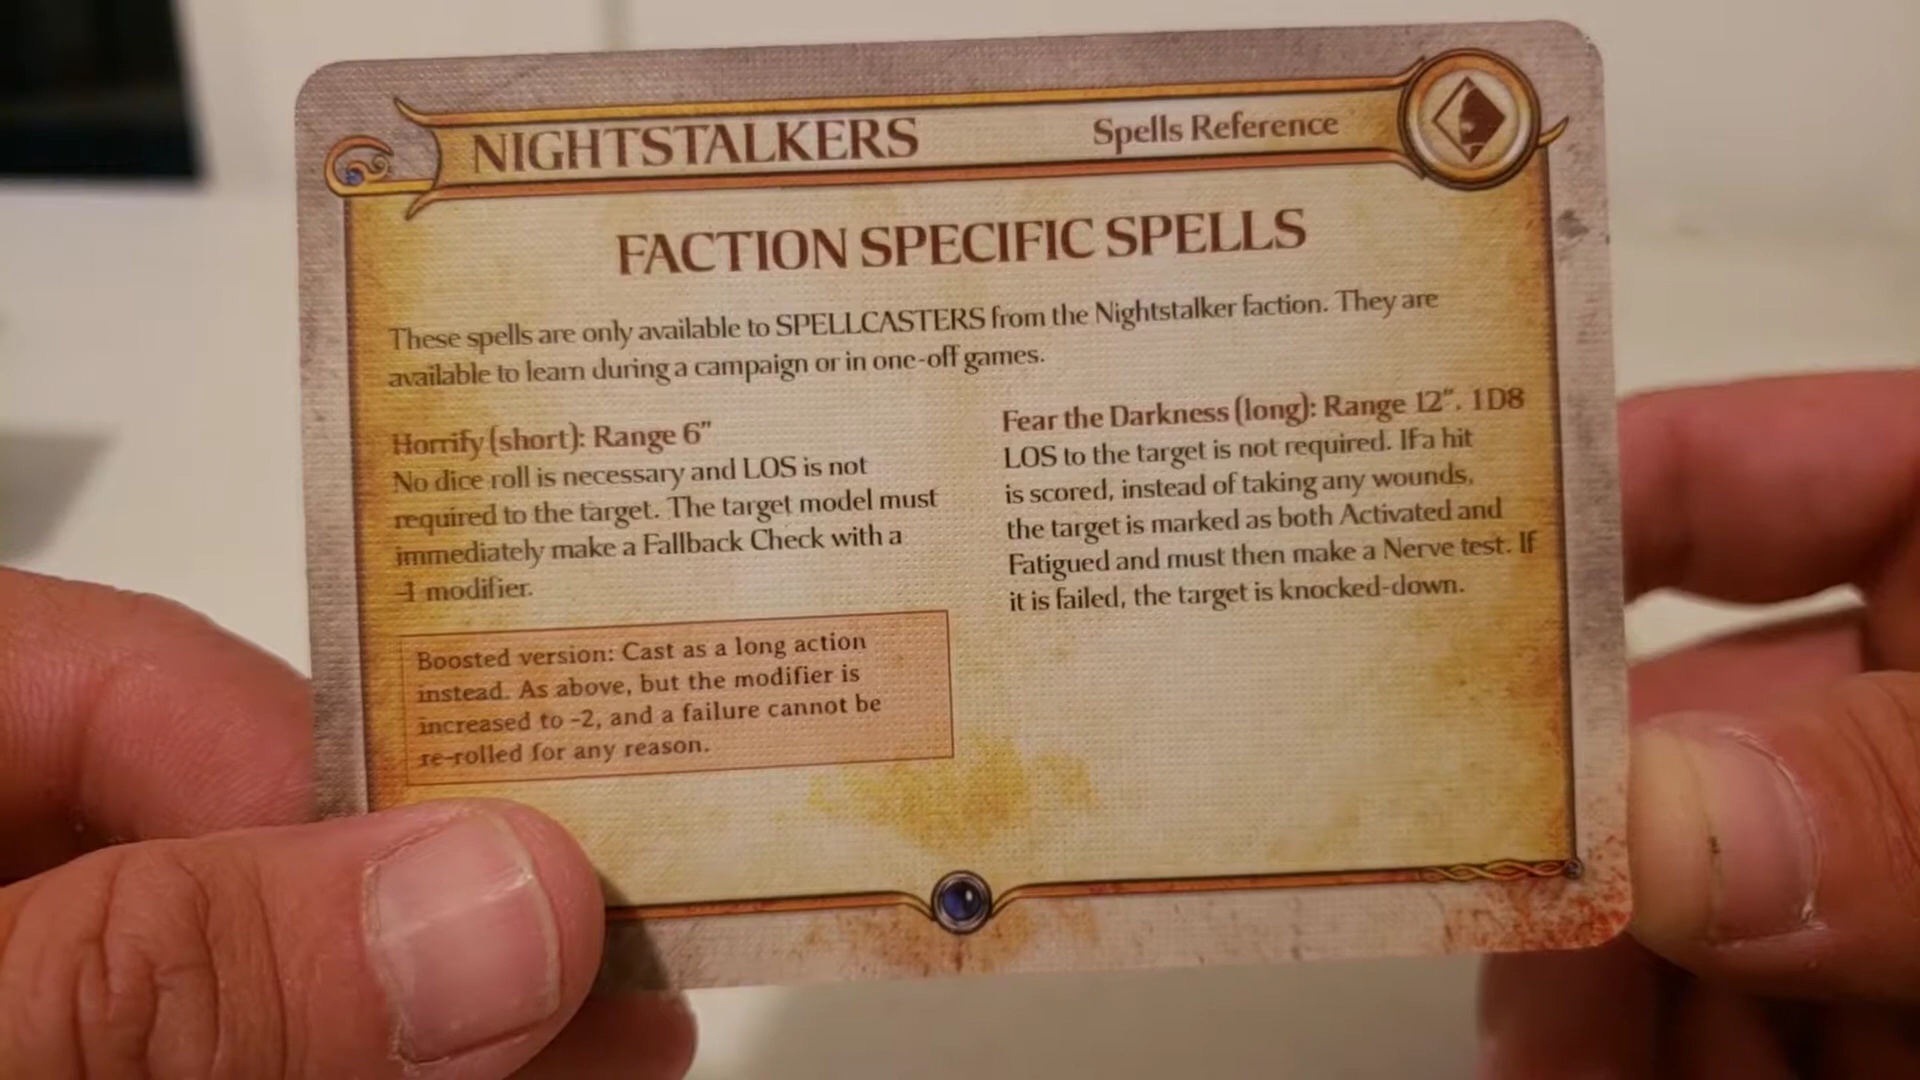 NIGHTSTALKERS
Spells Reference
FACTION SPECIFIC SPELLS
These spells are only available to SPELLCASTERS from the Nightstalker faction. They are
available to learn during a campaign or in one-off games.
Horrify (short): Range 6"
No dice roll is necessary and LOS is not
required to the target. The target model must
immediately make a Fallback Check with a
-1 modifier.
Boosted version: Cast as a long action
instead. As above, but the modifier is
increased to -2, and a failure cannot be
re-rolled for any reason.
Fear the Darkness (long): Range 12". 1D8
LOS to the target is not required. If a hit
is scored, instead of taking any wounds,
the target is marked as both Activated and
Fatigued and must then make a Nerve test. If
it is failed, the target is knocked-down.